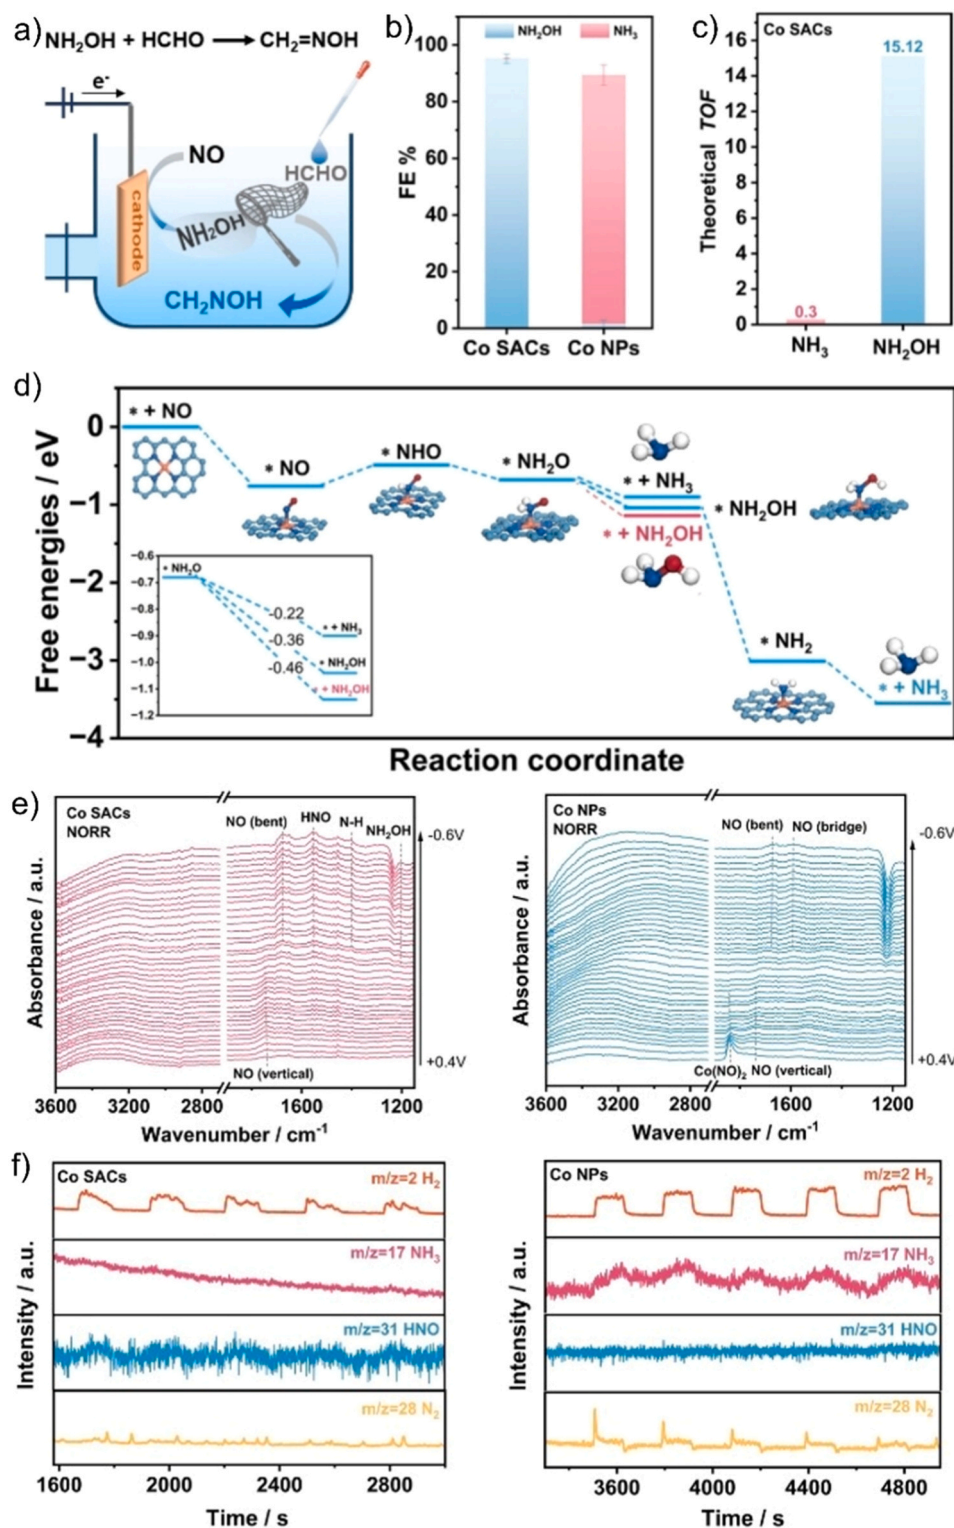 a)
NH₂OH + HCHO → CH₂=NOH
e⁻
NO
HCHO
cathode
NH₂OH
CH₂NOH
b)
NH₂OH
NH₃
100
80
60
40
20
0
FE %
Co SACs
Co NPs
c)
Co SACs
15.12
16
14
12
10
8
6
4
2
0
Theoretical TOF
0.3
NH₃
NH₂OH
d)
0
−1
−2
−3
−4
Free energies / eV
* + NO
* NO
* NHO
* NH₂O
* + NH₃
* NH₂OH
* + NH₂OH
* NH₂
* + NH₃
−0.6
−0.7
−0.8
−0.9
−1.0
−1.1
−1.2
* NH₂O
-0.22
-0.36
-0.46
* + NH₃
* NH₂OH
* + NH₂OH
Reaction coordinate
e)
Co SACs
NORR
NO (bent)
HNO
N-H
NH₂OH
-0.6V
+0.4V
NO (vertical)
Absorbance / a.u.
3600
3200
2800
1600
1200
Wavenumber / cm⁻¹
Co NPs
NORR
NO (bent)
NO (bridge)
-0.6V
+0.4V
Co(NO)₂
NO (vertical)
Absorbance / a.u.
3600
3200
2800
1600
1200
Wavenumber / cm⁻¹
f)
Co SACs
m/z=2 H₂
m/z=17 NH₃
m/z=31 HNO
m/z=28 N₂
Intensity / a.u.
1600
2000
2400
2800
Time / s
Co NPs
m/z=2 H₂
m/z=17 NH₃
m/z=31 HNO
m/z=28 N₂
Intensity / a.u.
3600
4000
4400
4800
Time / s